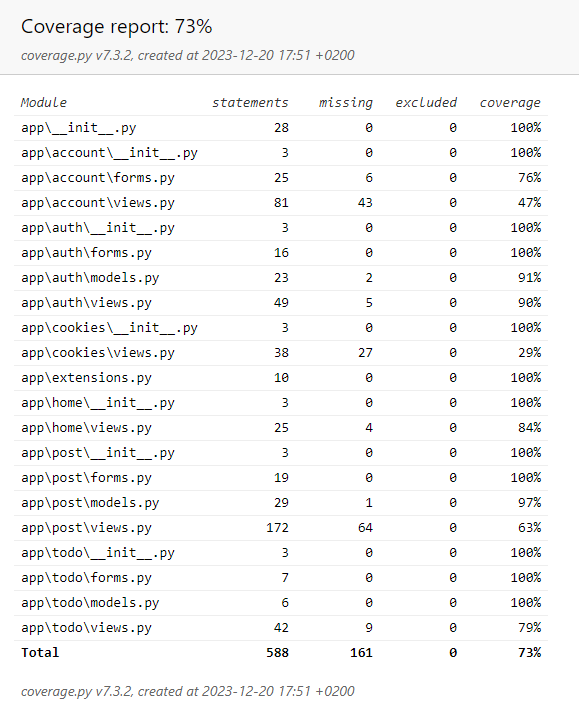 Coverage report: 73%
coverage.py v7.3.2, created at 2023-12-20 17:51 +0200
Module statements missing excluded coverage
app\__init__.py 28 0 0 100%
app\account\__init__.py 3 0 0 100%
app\account\forms.py 25 6 0 76%
app\account\views.py 81 43 0 47%
app\auth\__init__.py 3 0 0 100%
app\auth\forms.py 16 0 0 100%
app\auth\models.py 23 2 0 91%
app\auth\views.py 49 5 0 90%
app\cookies\__init__.py 3 0 0 100%
app\cookies\views.py 38 27 0 29%
app\extensions.py 10 0 0 100%
app\home\__init__.py 3 0 0 100%
app\home\views.py 25 4 0 84%
app\post\__init__.py 3 0 0 100%
app\post\forms.py 19 0 0 100%
app\post\models.py 29 1 0 97%
app\post\views.py 172 64 0 63%
app\todo\__init__.py 3 0 0 100%
app\todo\forms.py 7 0 0 100%
app\todo\models.py 6 0 0 100%
app\todo\views.py 42 9 0 79%
Total 588 161 0 73%
coverage.py v7.3.2, created at 2023-12-20 17:51 +0200